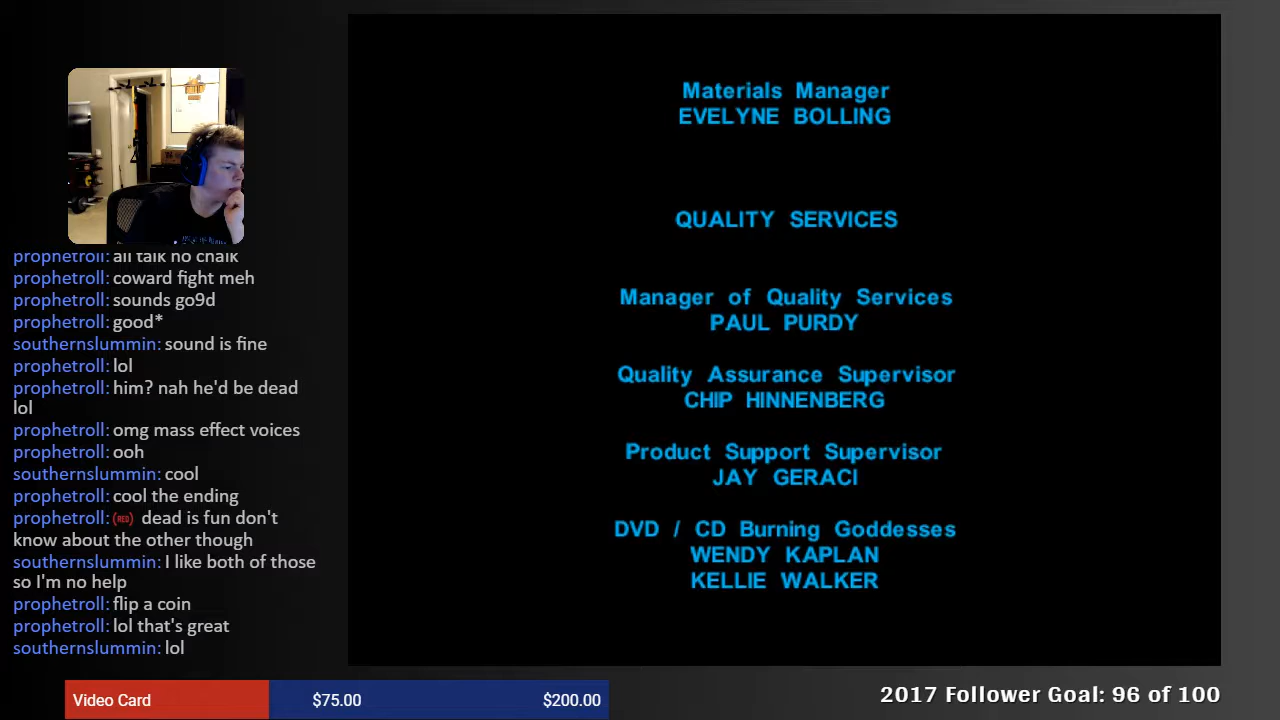 prophetroll: all talk no chalk
prophetroll: coward fight meh
prophetroll: sounds go9d
prophetroll: good*
southernslummin: sound is fine
prophetroll: lol
prophetroll: him? nah he'd be dead
lol
prophetroll: omg mass effect voices
prophetroll: ooh
southernslummin: cool
prophetroll: cool the ending
prophetroll: (RED) dead is fun don't
know about the other though
southernslummin: I like both of those
so I'm no help
prophetroll: flip a coin
prophetroll: lol that's great
southernslummin: lol
Materials Manager
EVELYNE BOLLING
QUALITY SERVICES
Manager of Quality Services
PAUL PURDY
Quality Assurance Supervisor
CHIP HINNENBERG
Product Support Supervisor
JAY GERACI
DVD / CD Burning Goddesses
WENDY KAPLAN
KELLIE WALKER
Video Card $75.00 $200.00
2017 Follower Goal: 96 of 100